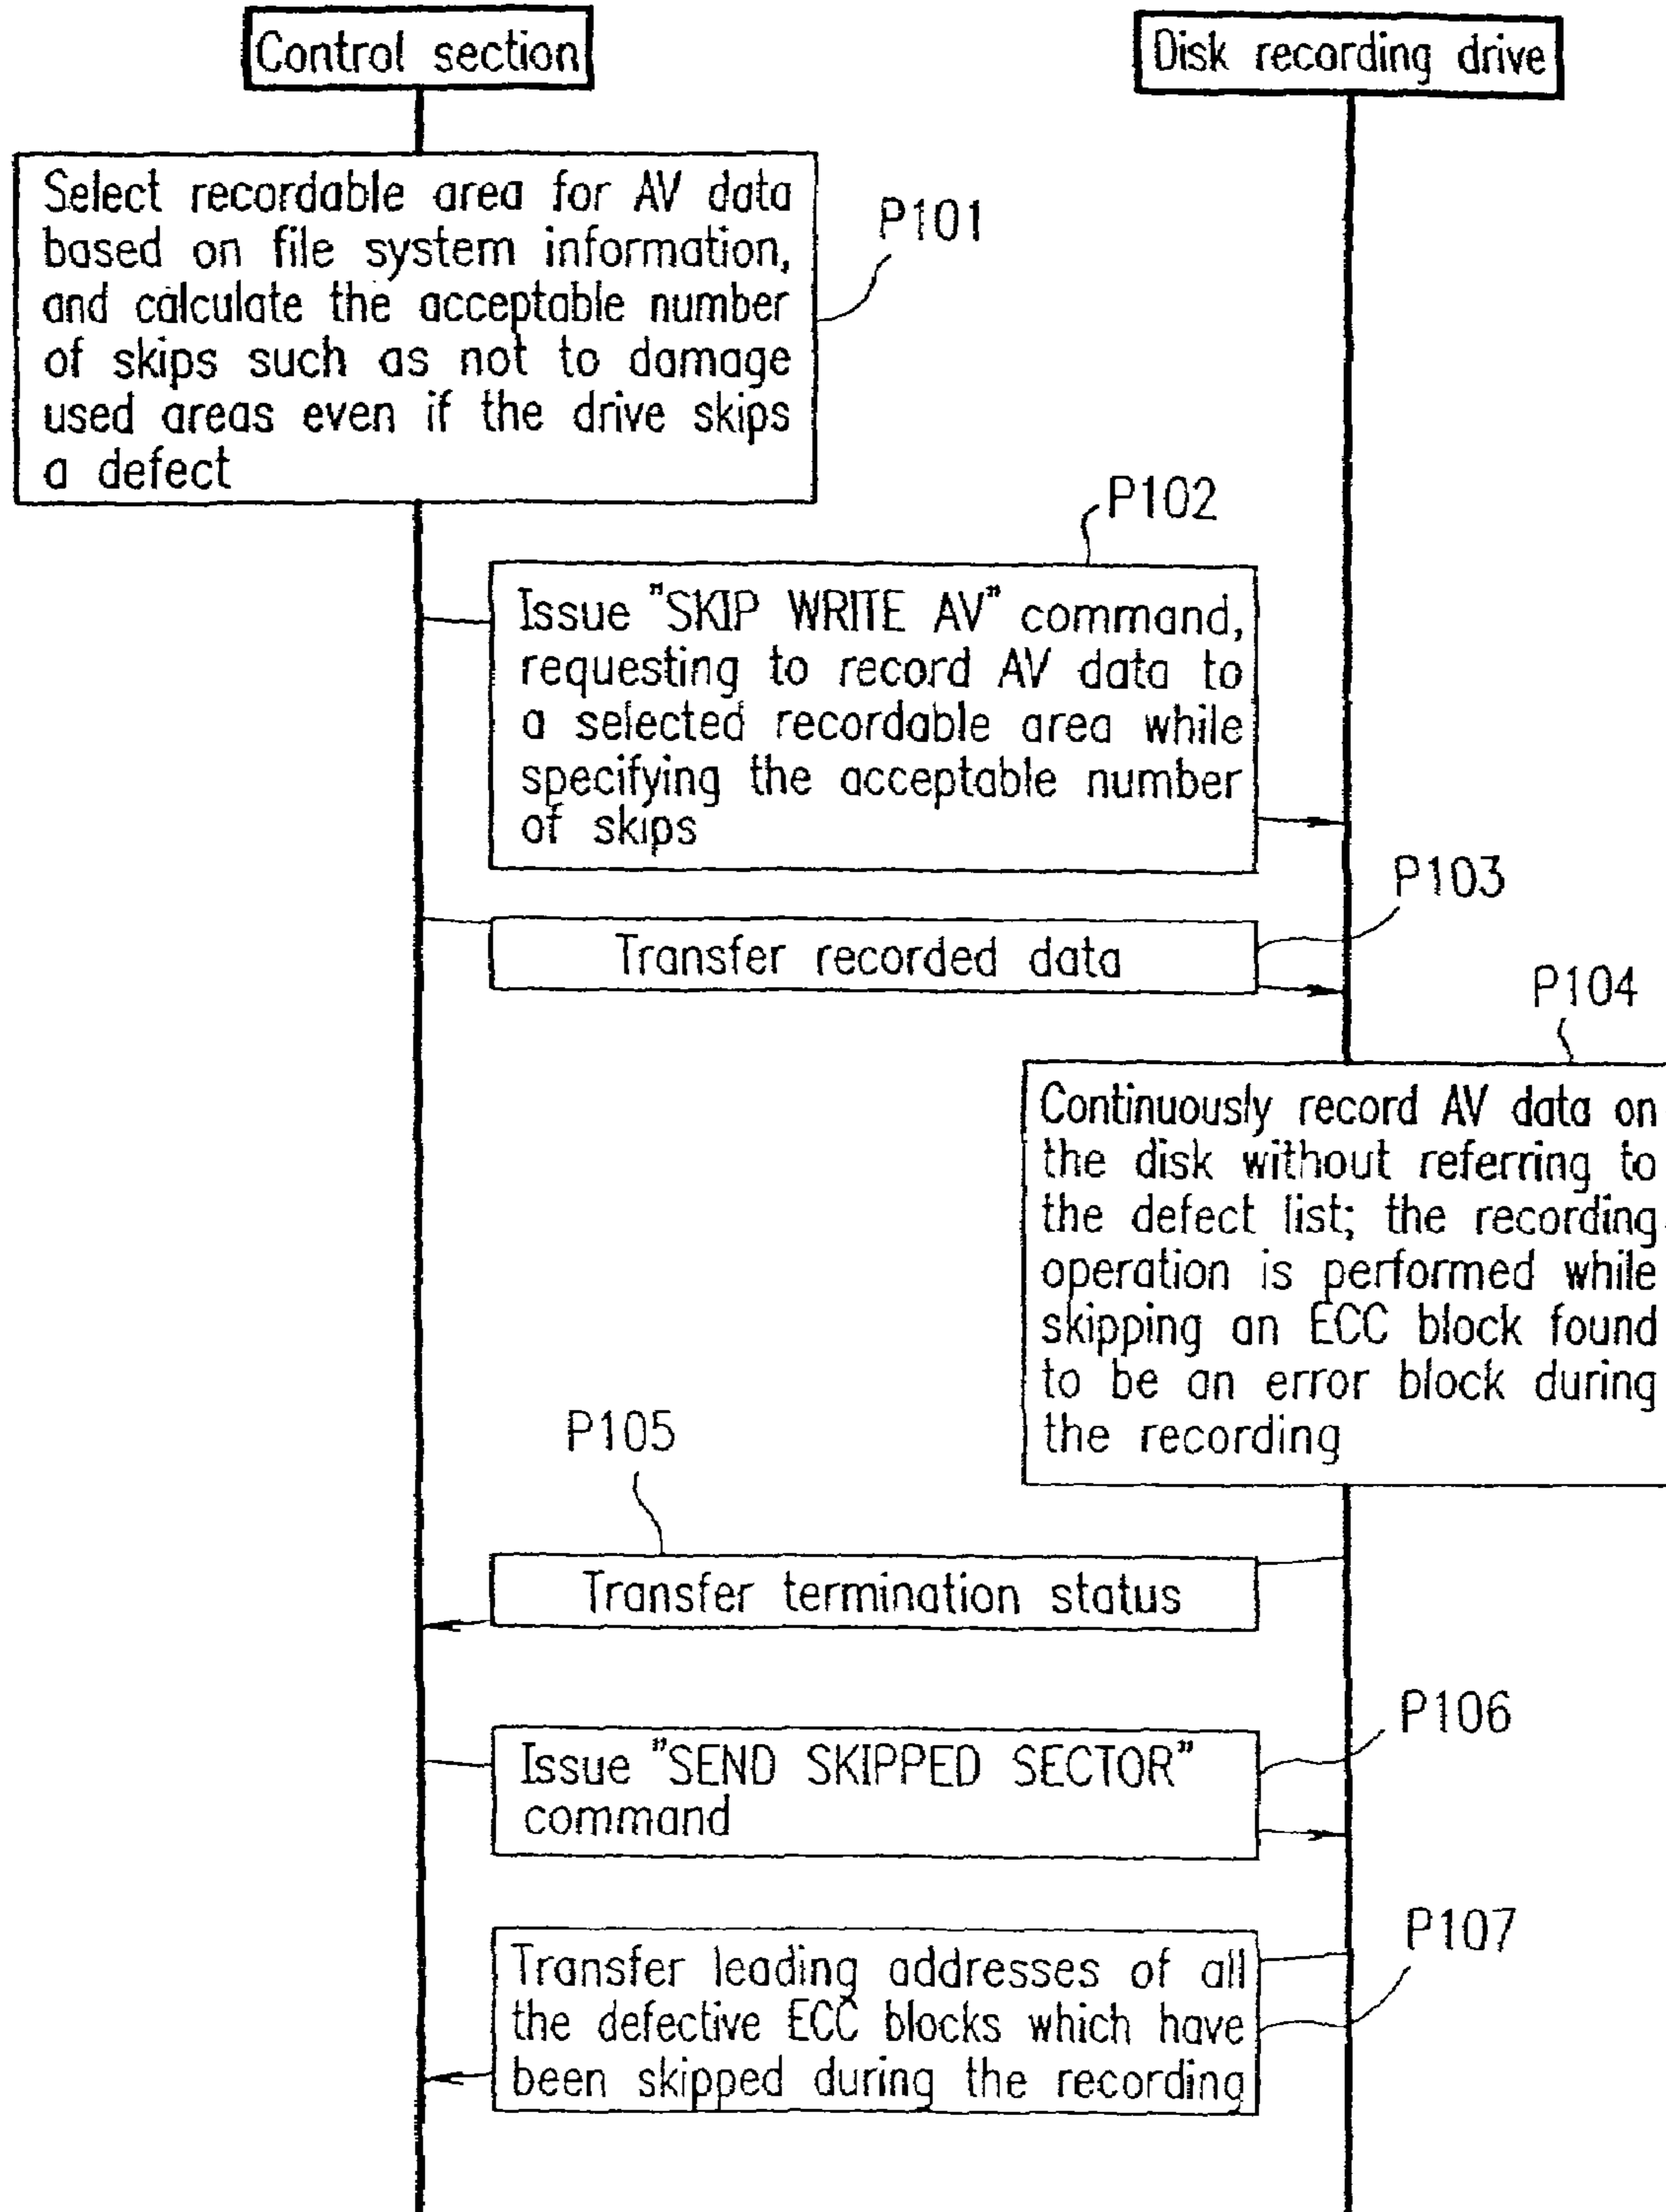 Control section
Disk recording drive
Select recordable area for AV data
based on file system information,
and calculate the acceptable number
of skips such as not to damage
used areas even if the drive skips
a defect
P101
P102
Issue "SKIP WRITE AV" command,
requesting to record AV data to
a selected recordable area while
specifying the acceptable number
of skips
P103
Transfer recorded data
P104
Continuously record AV data on
the disk without referring to
the defect list; the recording
operation is performed while
skipping an ECC block found
to be an error block during
the recording
P105
Transfer termination status
P106
Issue "SEND SKIPPED SECTOR"
command
P107
Transfer leading addresses of all
the defective ECC blocks which have
been skipped during the recording